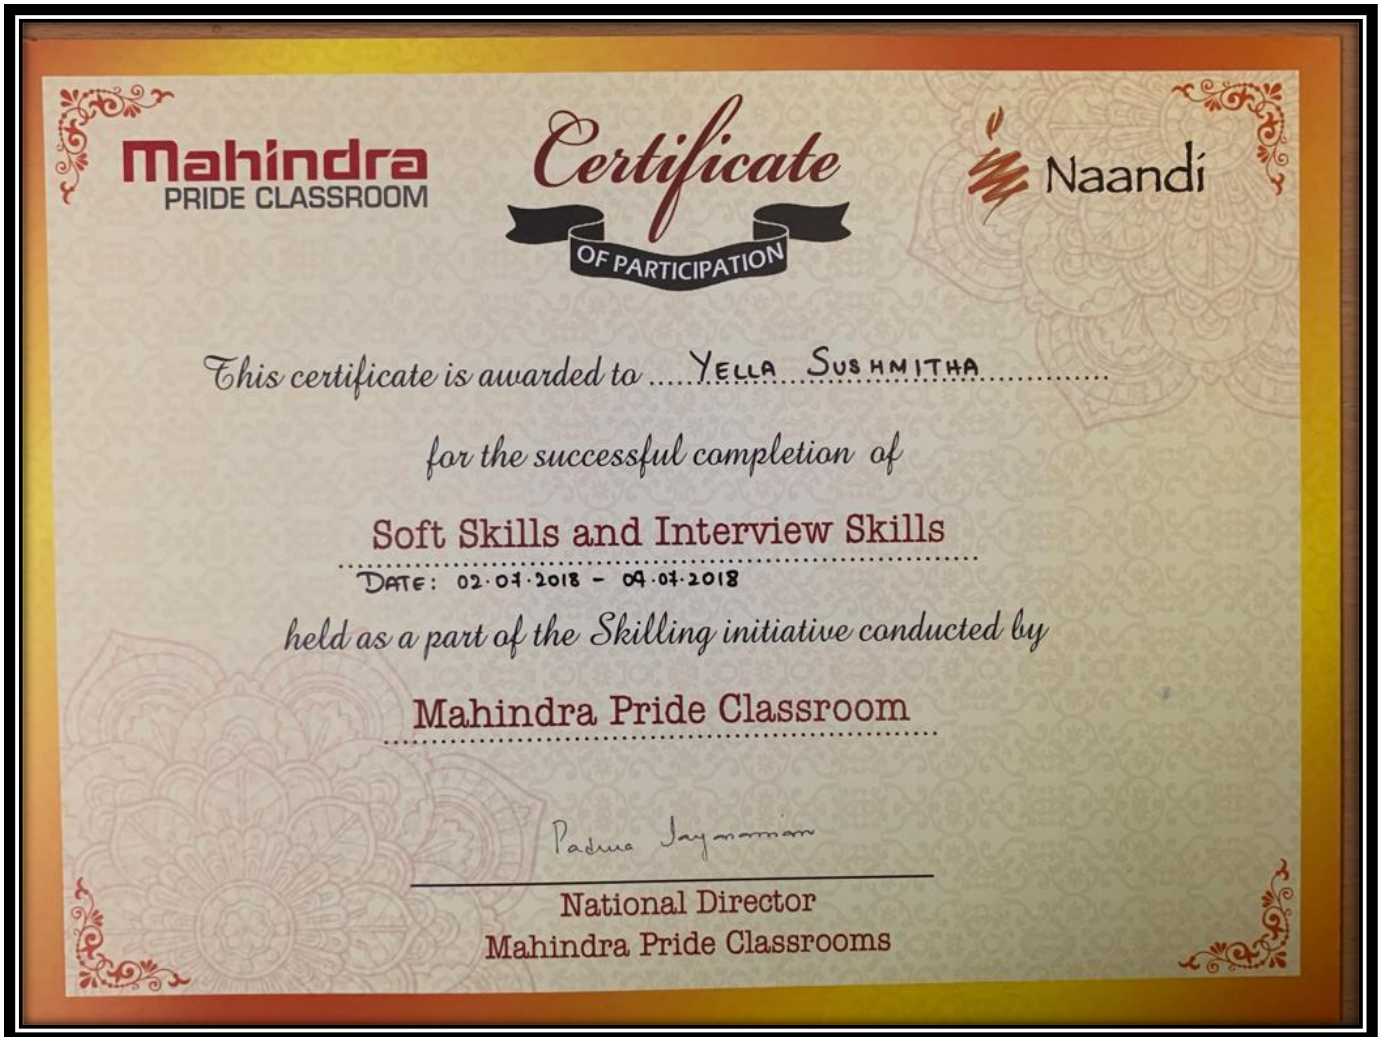 Mahindra
PRIDE CLASSROOM
Certificate
OF PARTICIPATION
Naandi
This certificate is awarded to ..... YELLA SUSHMITHA ...............
for the successful completion of
Soft Skills and Interview Skills
DATE: 02.07.2018 - 09.07.2018
held as a part of the Skilling initiative conducted by
Mahindra Pride Classroom
Padma
National Director
Mahindra Pride Classrooms